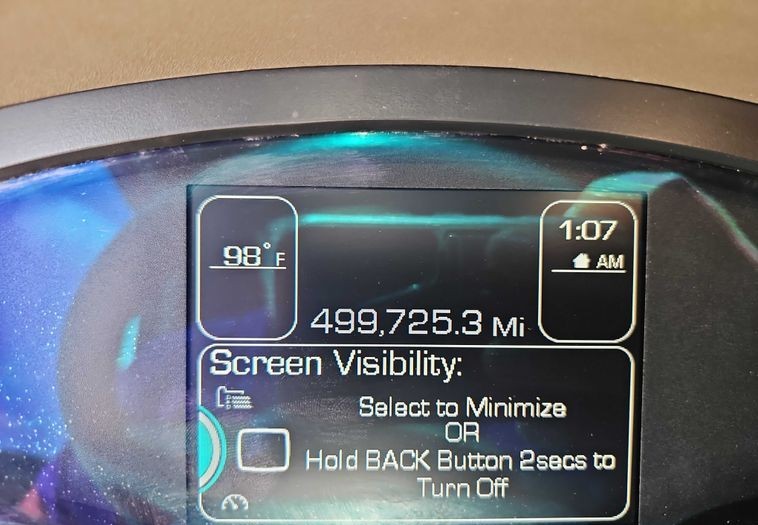 98° F
1:07
AM
499,725.3 Mi
Screen Visibility:
Select to Minimize
OR
Hold BACK Button 2secs to
Turn Off